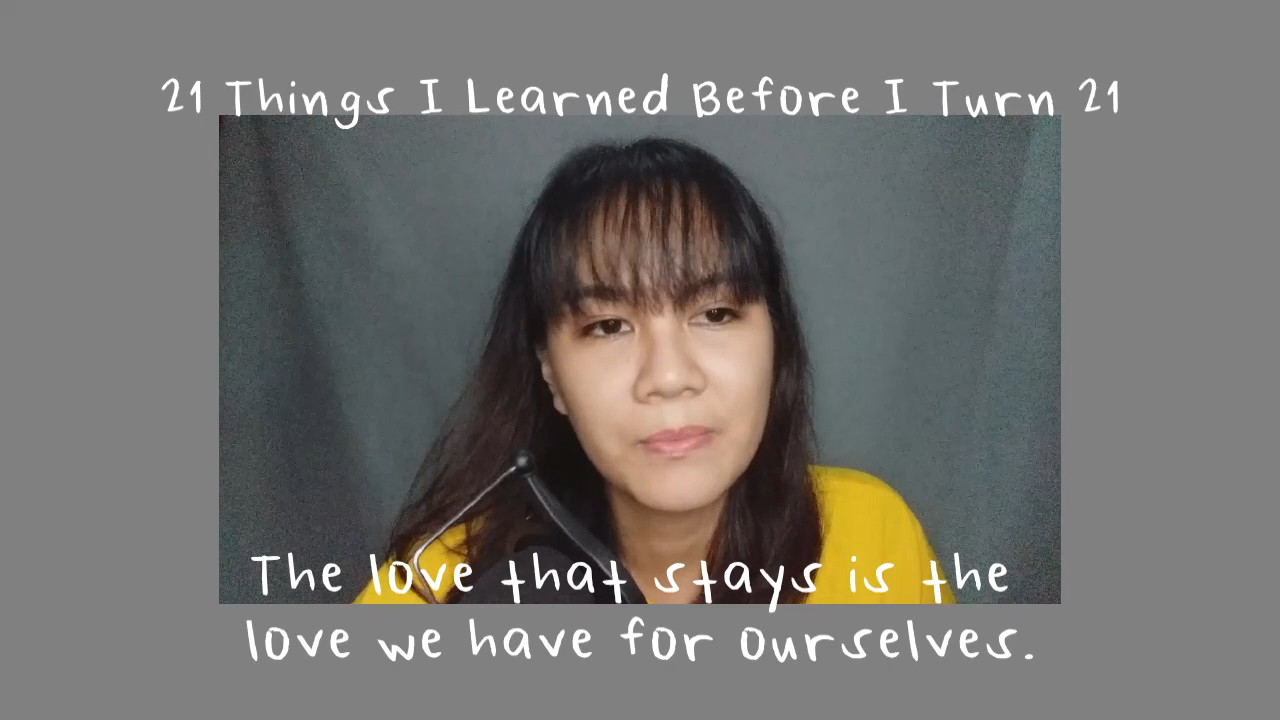 21 Things I Learned Before I Turn 21
The love that stays is the
love we have for ourselves.